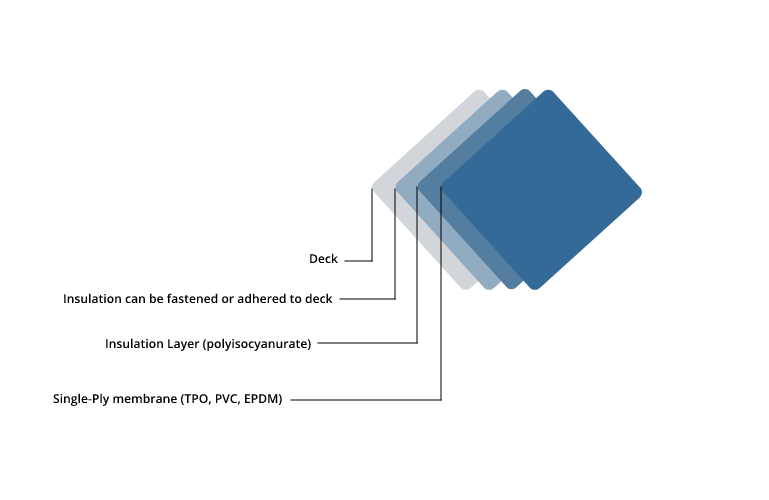 Deck
Insulation can be fastened or adhered to deck
Insulation Layer (polyisocyanurate)
Single-Ply membrane (TPO, PVC, EPDM)